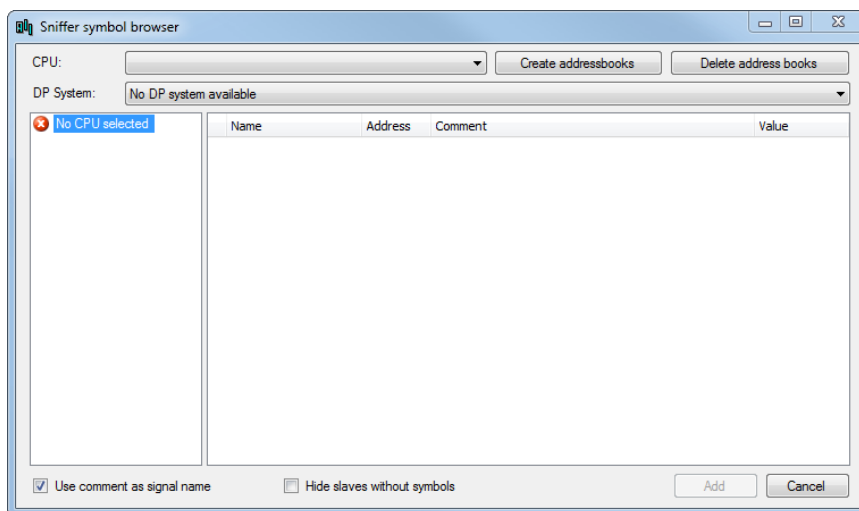 Sniffer symbol browser
CPU: Create addressbooks Delete address books
DP System: No DP system available
No CPU selected Name Address Comment Value
Use comment as signal name Hide slaves without symbols Add Cancel